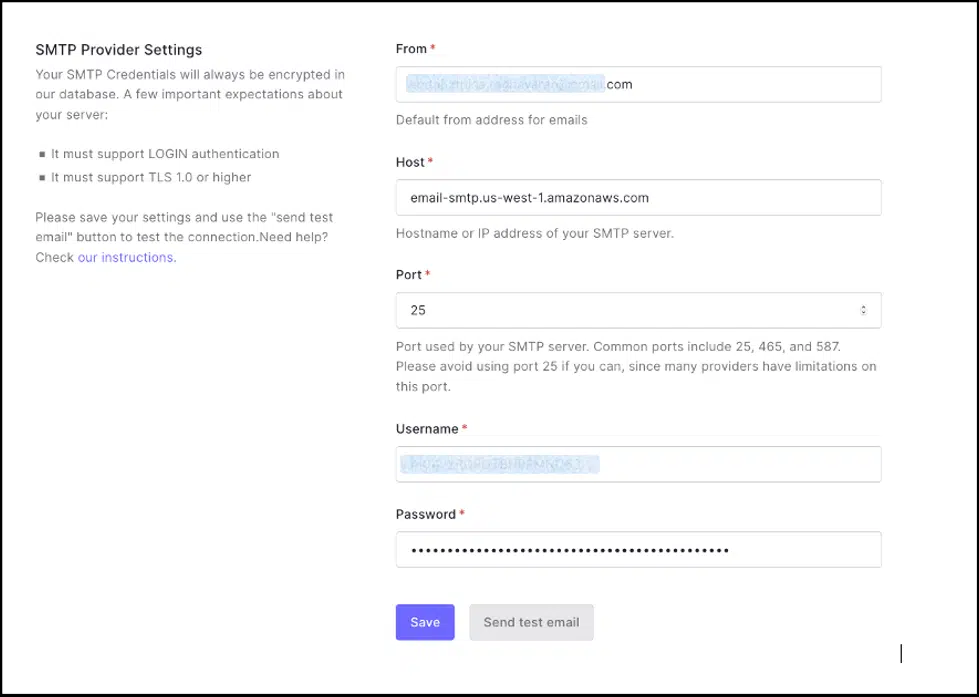 SMTP Provider Settings
Your SMTP Credentials will always be encrypted in
our database. A few important expectations about
your server:
It must support LOGIN authentication
It must support TLS 1.0 or higher
Please save your settings and use the "send test
email" button to test the connection.Need help?
Check our instructions.
From *
.com
Default from address for emails
Host *
email-smtp.us-west-1.amazonaws.com
Hostname or IP address of your SMTP server.
Port *
25
Port used by your SMTP server. Common ports include 25, 465, and 587.
Please avoid using port 25 if you can, since many providers have limitations on
this port.
Username *
Password *
Save
Send test email